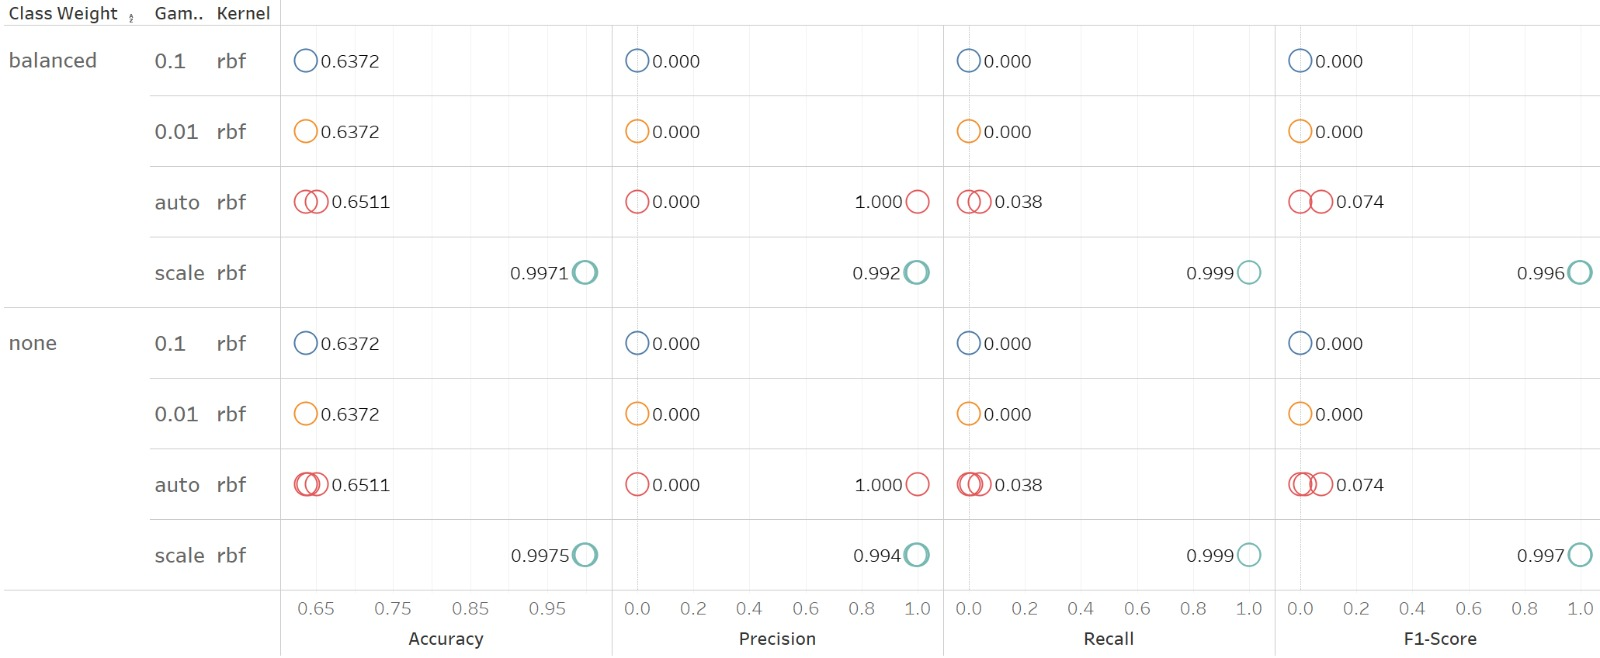 Class Weight Gam.. Kernel
balanced 0.1 rbf 0.6372 0.000 0.000 0.000
0.01 rbf 0.6372 0.000 0.000 0.000
auto rbf 0.6511 0.000 1.000 0.038 0.074
scale rbf 0.9971 0.992 0.999 0.996
none 0.1 rbf 0.6372 0.000 0.000 0.000
0.01 rbf 0.6372 0.000 0.000 0.000
auto rbf 0.6511 0.000 1.000 0.038 0.074
scale rbf 0.9975 0.994 0.999 0.997
0.65 0.75 0.85 0.95 0.0 0.2 0.4 0.6 0.8 1.0 0.0 0.2 0.4 0.6 0.8 1.0 0.0 0.2 0.4 0.6 0.8 1.0
Accuracy Precision Recall F1-Score